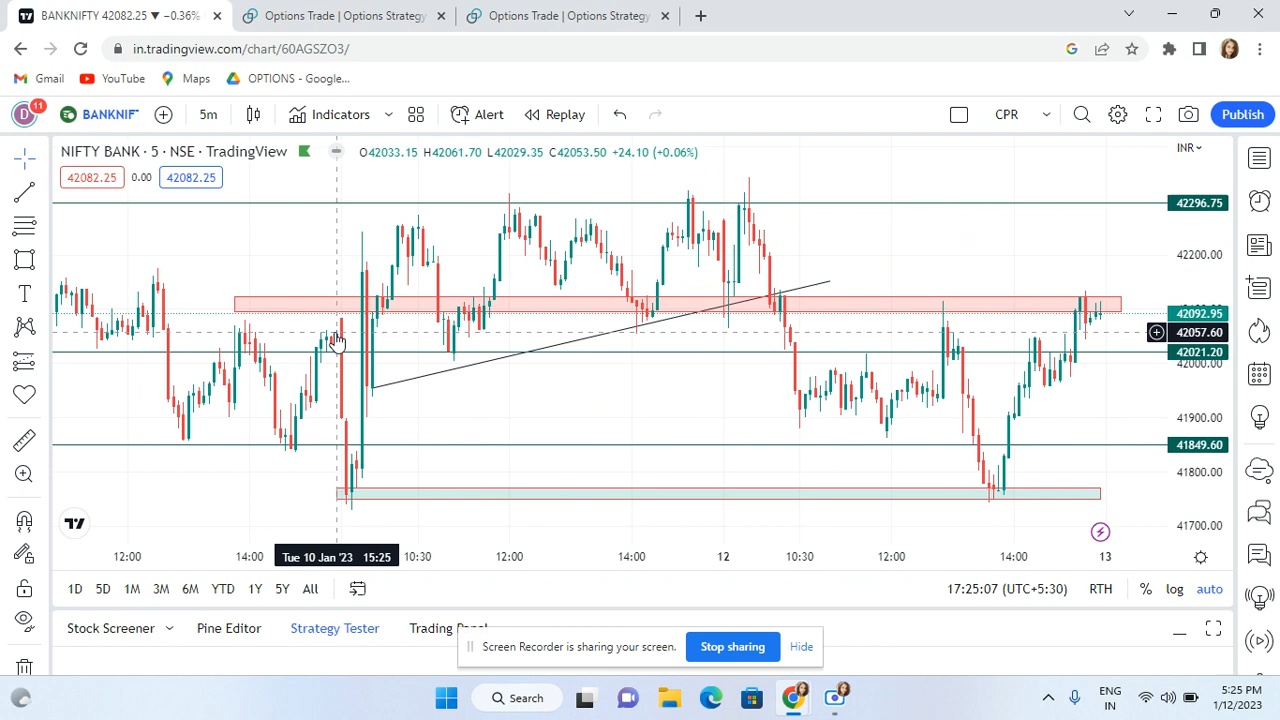 BANKNIFTY 42082.25 ▼ −0.36%
Options Trade | Options Strategy
Options Trade | Options Strategy
in.tradingview.com/chart/60AGSZO3/
Gmail
YouTube
Maps
OPTIONS - Google...
D
11
BANKNIF
5m
Indicators
Alert
Replay
CPR
Publish
NIFTY BANK · 5 · NSE · TradingView
O42033.15 H42061.70 L42029.35 C42053.50 +24.10 (+0.06%)
INR
42082.25
0.00
42082.25
42296.75
42200.00
42092.95
42057.60
42021.20
42000.00
41900.00
41849.60
41800.00
41700.00
12:00
14:00
Tue 10 Jan '23 15:25
10:30
12:00
14:00
12
10:30
12:00
14:00
13
1D
5D
1M
3M
6M
YTD
1Y
5Y
All
17:25:07 (UTC+5:30)
RTH
%
log
auto
Stock Screener
Pine Editor
Strategy Tester
Trading Panel
Screen Recorder is sharing your screen.
Stop sharing
Hide
Search
ENG
IN
5:25 PM
1/12/2023